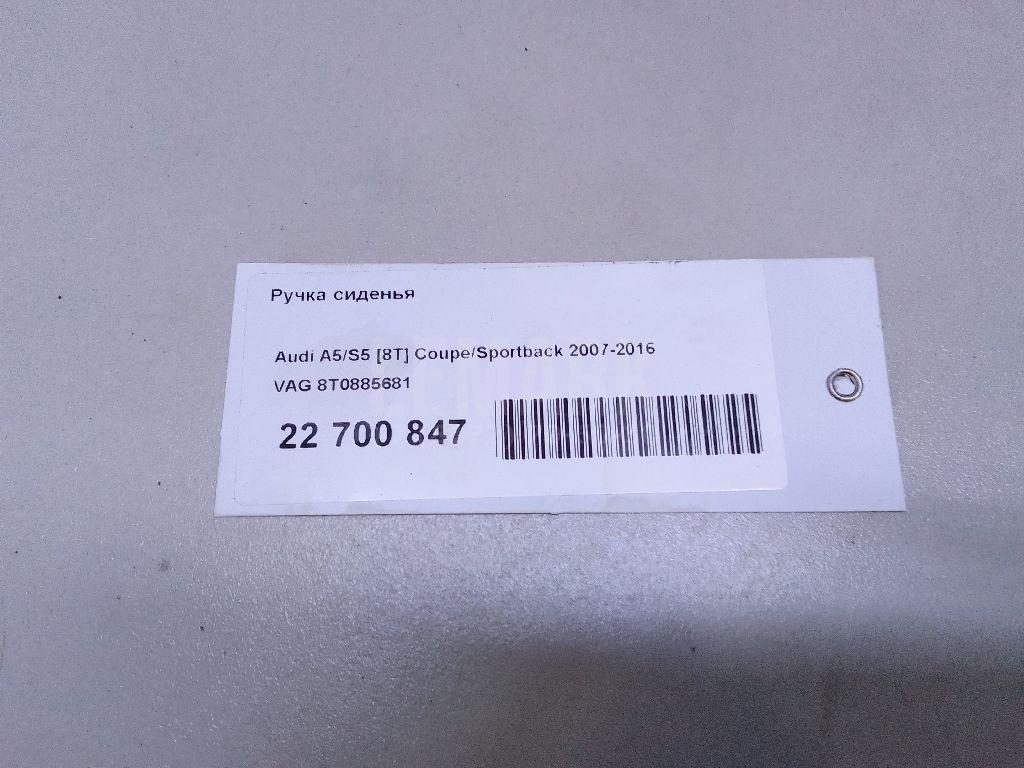 Ручка сиденья
Audi A5/S5 [8T] Coupe/Sportback 2007-2016
VAG 8T0885681
22 700 847